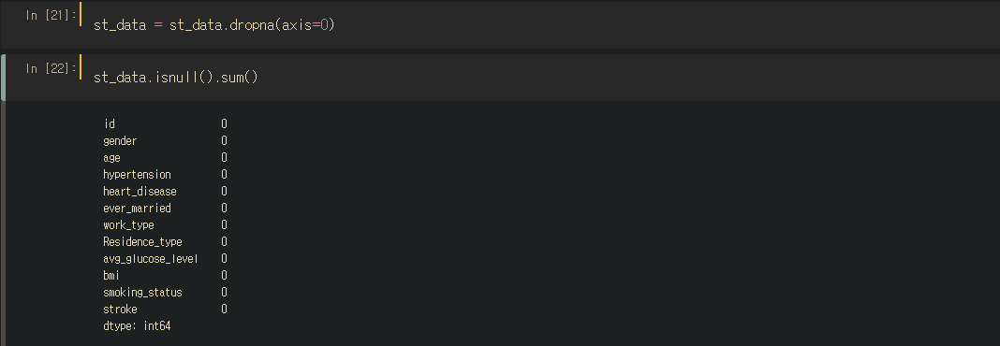 In [21]:
st_data = st_data.dropna(axis=0)
In [22]:
st_data.isnull().sum()
id 0
gender 0
age 0
hypertension 0
heart_disease 0
ever_married 0
work_type 0
Residence_type 0
avg_glucose_level 0
bmi 0
smoking_status 0
stroke 0
dtype: int64